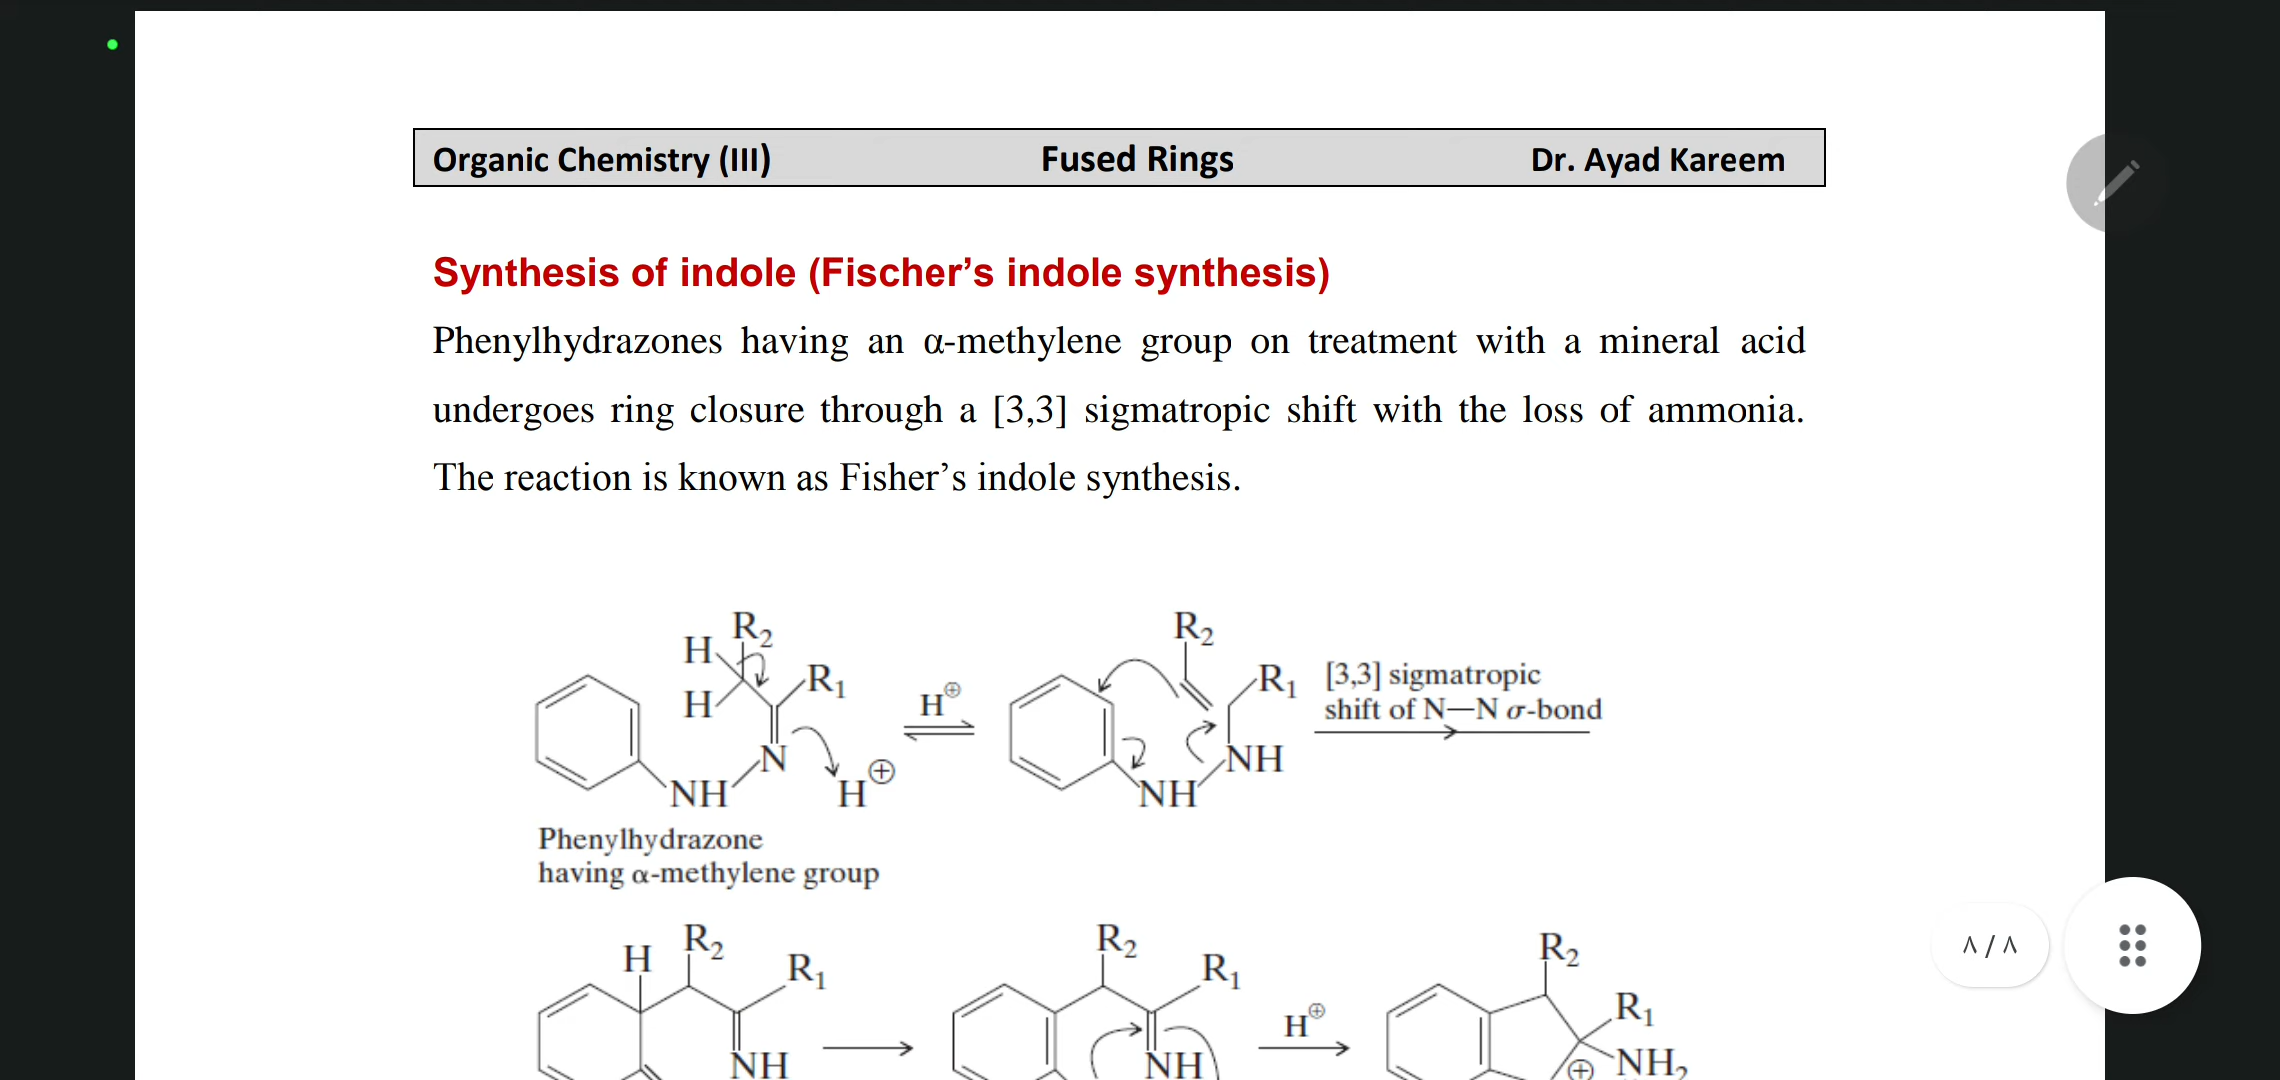 Organic Chemistry (III) Fused Rings Dr. Ayad Kareem
Synthesis of indole (Fischer’s indole synthesis)
Phenylhydrazones having an α-methylene group on treatment with a mineral acid
undergoes ring closure through a [3,3] sigmatropic shift with the loss of ammonia.
The reaction is known as Fisher’s indole synthesis.
H R₂
H R₁
N
NH H⊕
H⊕
R₂
R₁
NH
NH
[3,3] sigmatropic
shift of N—N σ-bond
Phenylhydrazone
having α-methylene group
H R₂ R₁
NH
R₂ R₁
NH
H⊕
R₂
R₁
⊕ NH₂
٨ / ٨